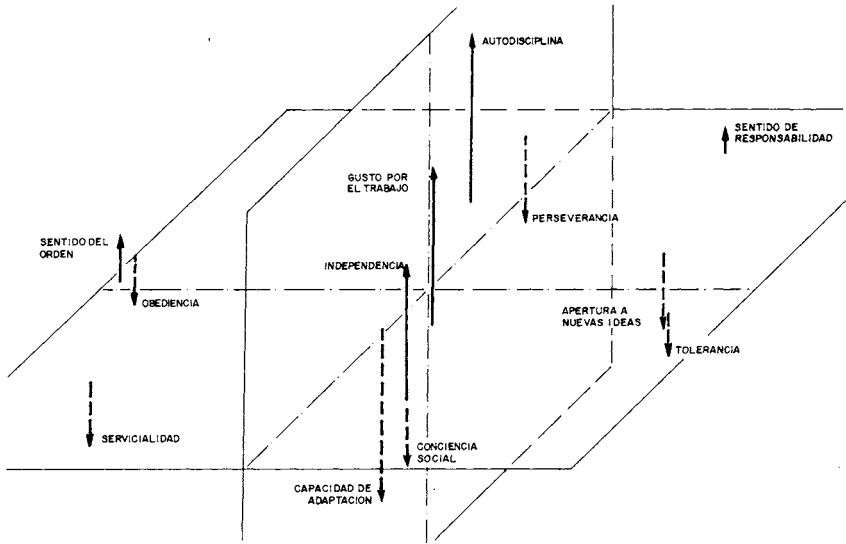 AUTODISCIPLINA
SENTIDO DE
RESPONSABILIDAD
GUSTO POR
EL TRABAJO
PERSEVERANCIA
SENTIDO DEL
ORDEN
INDEPENDENCIA
OBEDIENCIA
APERTURA A
NUEVAS IDEAS
TOLERANCIA
SERVICIALIDAD
CONCIENCIA
SOCIAL
CAPACIDAD DE
ADAPTACION